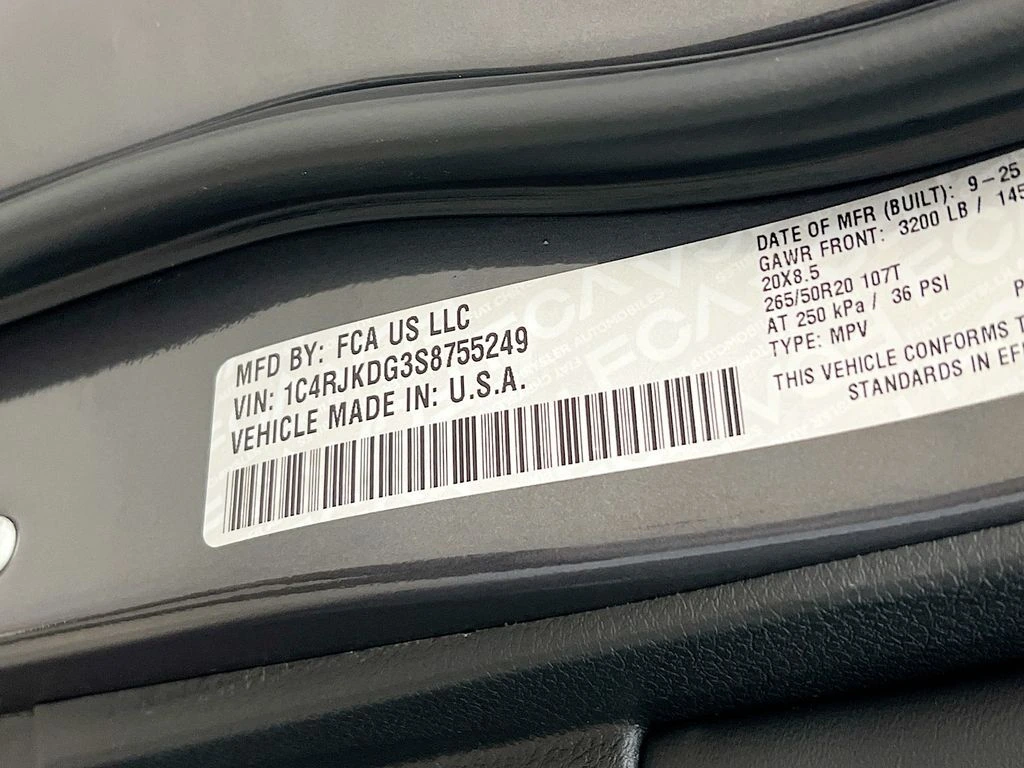 MFD BY: FCA US LLC
VIN: 1C4RJKDG3S8755249
VEHICLE MADE IN: U.S.A.
DATE OF MFR (BUILT): 9-25
GAWR FRONT: 3200 LB / 145
20X8.5
265/50R20 107T
AT 250 kPa / 36 PSI
TYPE: MPV
THIS VEHICLE CONFORMS T
STANDARDS IN EF